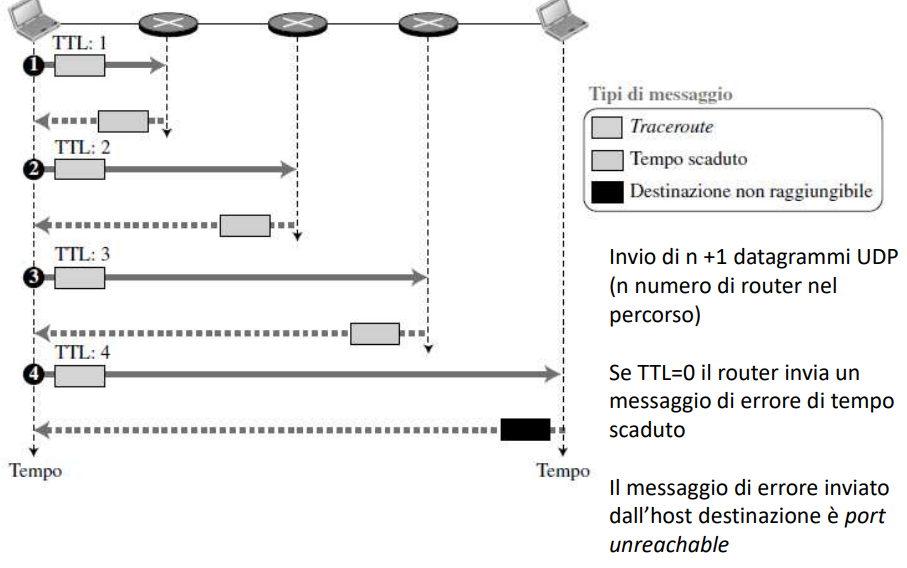 TTL: 1
1
TTL: 2
2
TTL: 3
3
TTL: 4
4
Tempo
Tempo
Tipi di messaggio
Traceroute
Tempo scaduto
Destinazione non raggiungibile
Invio di n +1 datagrammi UDP
(n numero di router nel
percorso)
Se TTL=0 il router invia un
messaggio di errore di tempo
scaduto
Il messaggio di errore inviato
dall'host destinazione è port
unreachable